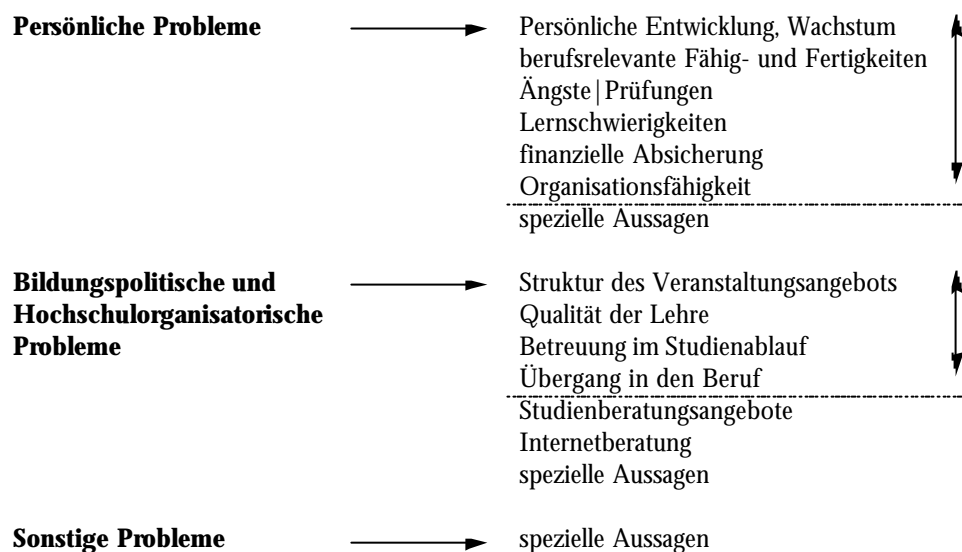 Persönliche Probleme Persönliche Entwicklung, Wachstum
berufsrelevante Fähig- und Fertigkeiten
Ängste|Prüfungen
Lernschwierigkeiten
finanzielle Absicherung
Organisationsfähigkeit
spezielle Aussagen
Bildungspolitische und Struktur des Veranstaltungsangebots
Hochschulorganisatorische Qualität der Lehre
Probleme Betreuung im Studienablauf
Übergang in den Beruf
Studienberatungsangebote
Internetberatung
spezielle Aussagen
Sonstige Probleme spezielle Aussagen